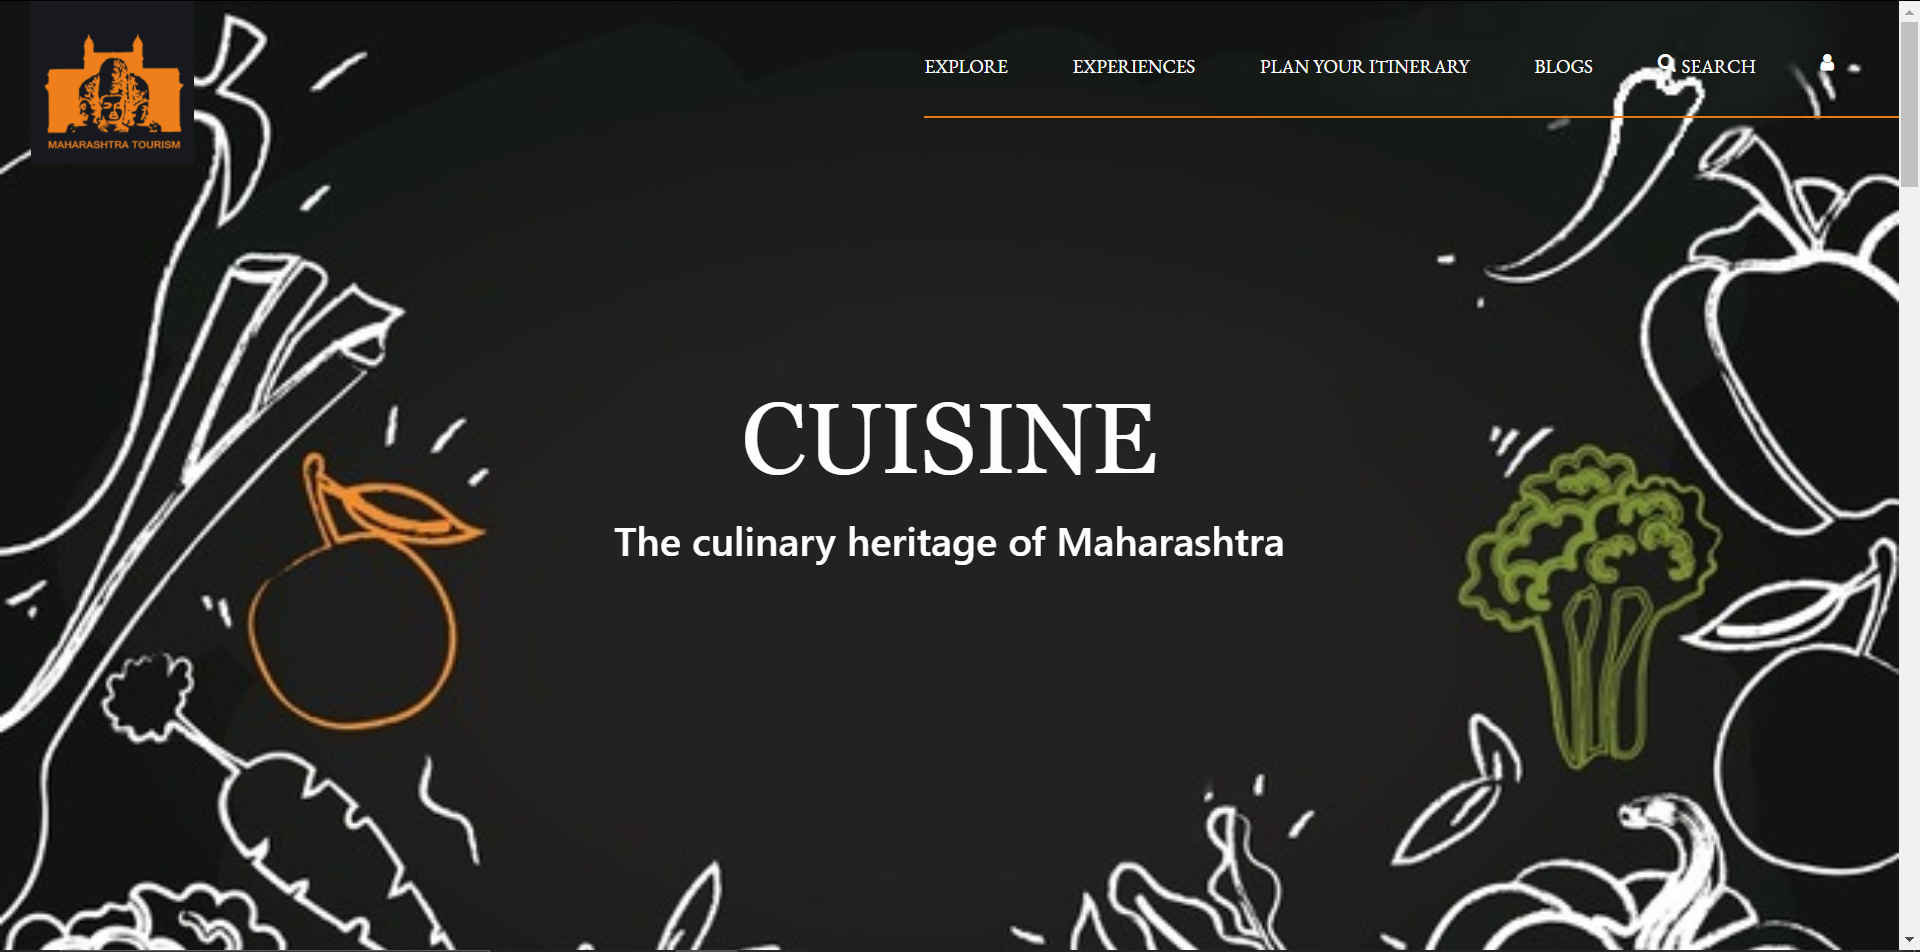 MAHARASHTRA TOURISM
EXPLORE
EXPERIENCES
PLAN YOUR ITINERARY
BLOGS
SEARCH
CUISINE
The culinary heritage of Maharashtra